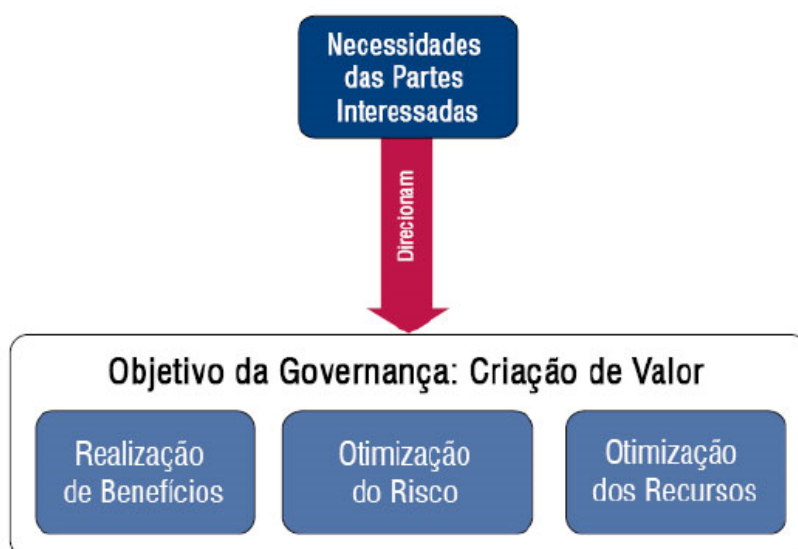 Necessidades
das Partes
Interessadas
Direcionam
Objetivo da Governança: Criação de Valor
Realização
de Benefícios
Otimização
do Risco
Otimização
dos Recursos